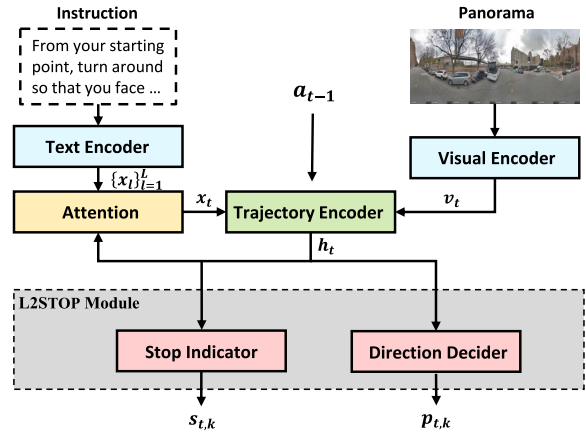 Instruction
Panorama
From your starting
point, turn around
so that you face ...
a_{t-1}
Text Encoder
Visual Encoder
{x_l}_{l=1}^{L}
Attention
x_t
Trajectory Encoder
v_t
h_t
L2STOP Module
Stop Indicator
Direction Decider
s_{t,k}
p_{t,k}